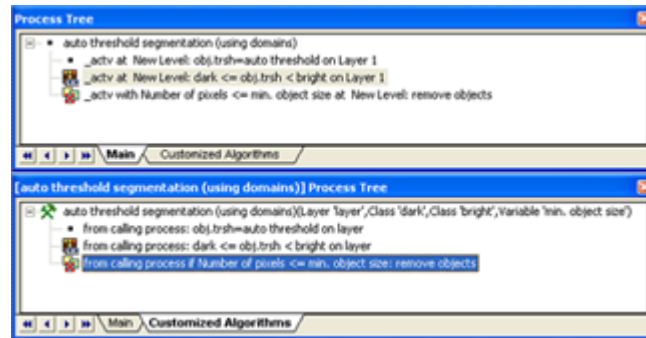 Process Tree
auto threshold segmentation (using domains)
_actv at New Level: obj.trsh=auto threshold on Layer 1
_actv at New Level: dark <= obj.trsh < bright on Layer 1
_actv with Number of pixels <= min. object size at New Level: remove objects
Main Customized Algorithms
[auto threshold segmentation (using domains)] Process Tree
auto threshold segmentation (using domains)(Layer 'layer',Class 'dark',Class 'bright',Variable 'min. object size')
from calling process: obj.trsh=auto threshold on layer
from calling process: dark <= obj.trsh < bright on layer
from calling process if Number of pixels <= min. object size: remove objects
Main Customized Algorithms